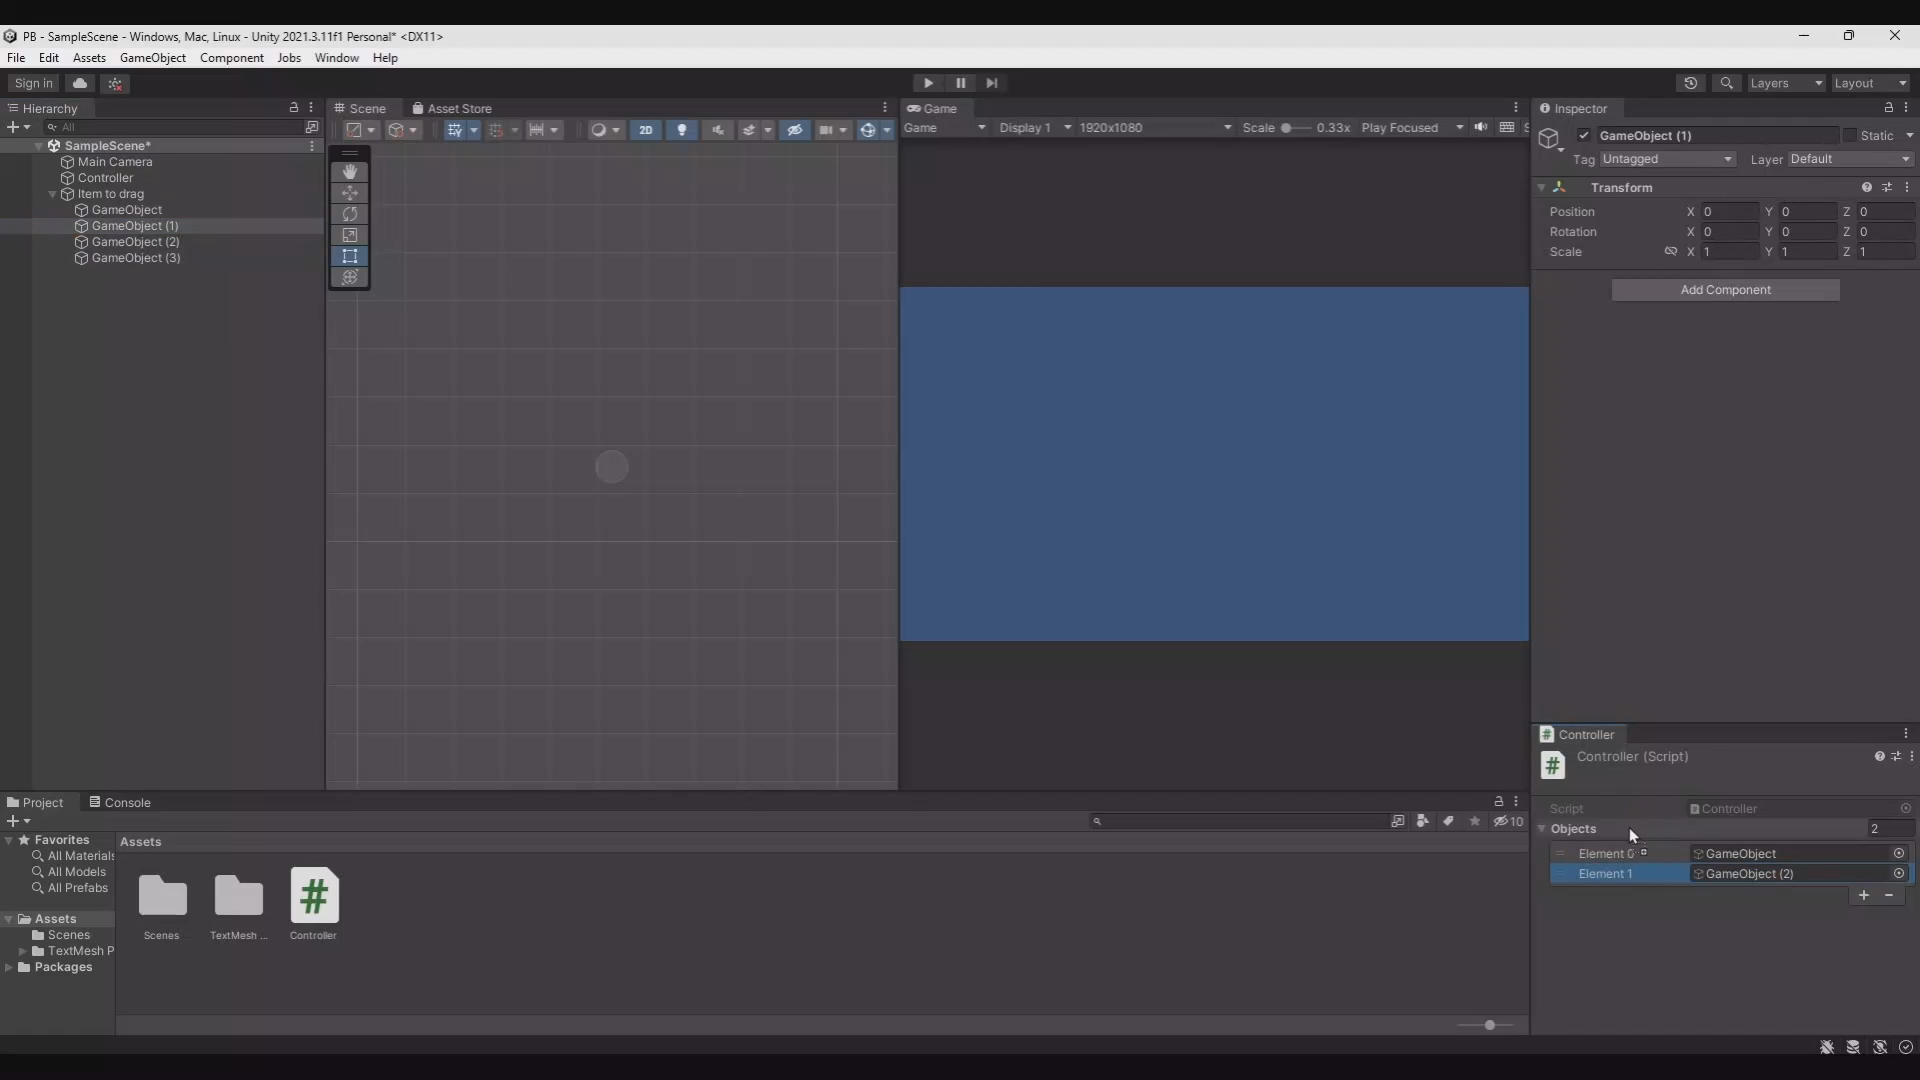 PB - SampleScene - Windows, Mac, Linux - Unity 2021.3.11f1 Personal* <DX11>
File Edit Assets GameObject Component Jobs Window Help
Sign in
Layers Layout
Hierarchy
All
SampleScene*
Main Camera
Controller
Item to drag
GameObject
GameObject (1)
GameObject (2)
GameObject (3)
Scene Asset Store
2D
Game
Game Display 1 1920x1080 Scale 0.33x Play Focused S
Inspector
GameObject (1) Static
Tag Untagged Layer Default
Transform
Position X 0 Y 0 Z 0
Rotation X 0 Y 0 Z 0
Scale X 1 Y 1 Z 1
Add Component
Controller
Controller (Script)
Script Controller
Objects 2
Element 0 GameObject
Element 1 GameObject (2)
+ -
Project Console
10
Favorites
All Materials
All Models
All Prefabs
Assets
Scenes
TextMesh P
Packages
Assets
Scenes TextMesh ... Controller